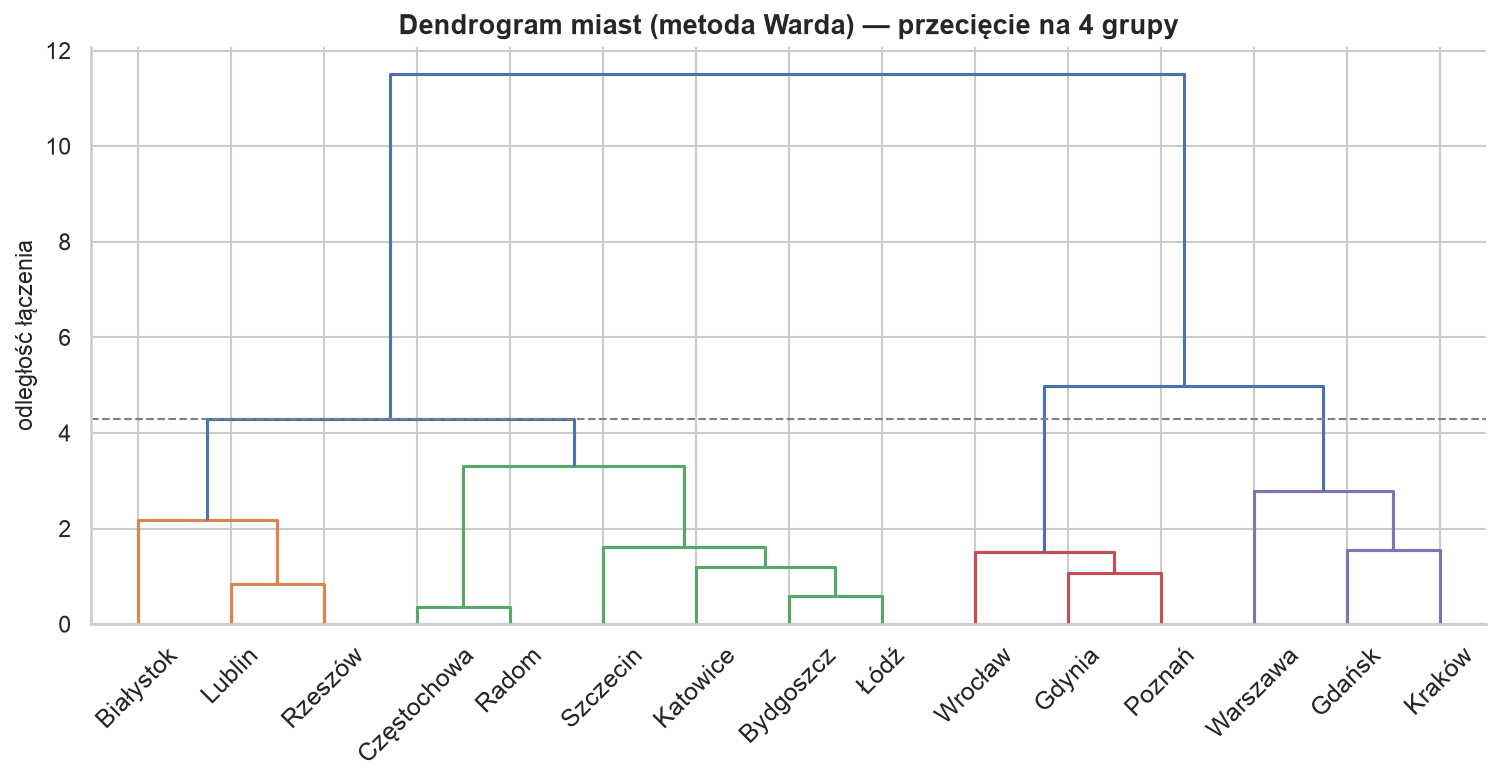 Dendrogram miast (metoda Warda) — przecięcie na 4 grupy
odległość łączenia
12
10
8
6
4
2
0
Białystok
Lublin
Rzeszów
Częstochowa
Radom
Szczecin
Katowice
Bydgoszcz
Łódź
Wrocław
Gdynia
Poznań
Warszawa
Gdańsk
Kraków